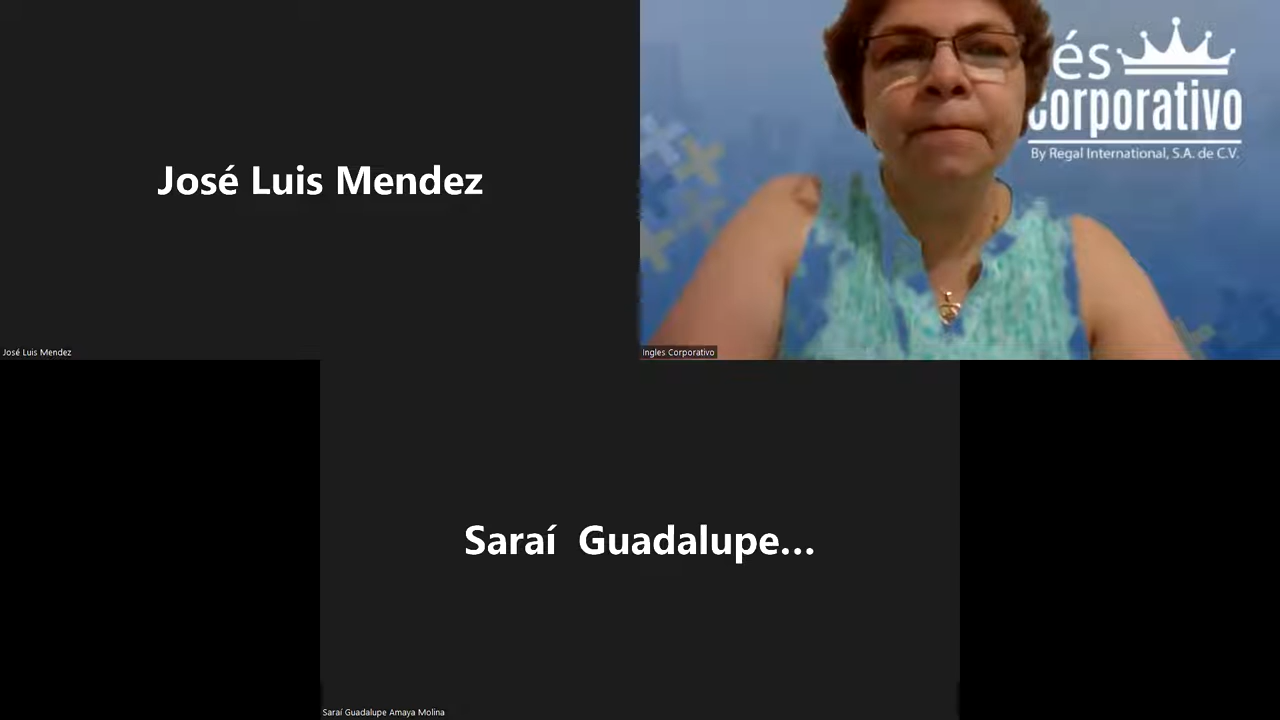 José Luis Mendez
José Luis Mendez
és
corporativo
By Regal International, S.A. de C.V.
Ingles Corporativo
Saraí Guadalupe...
Saraí Guadalupe Amaya Molina